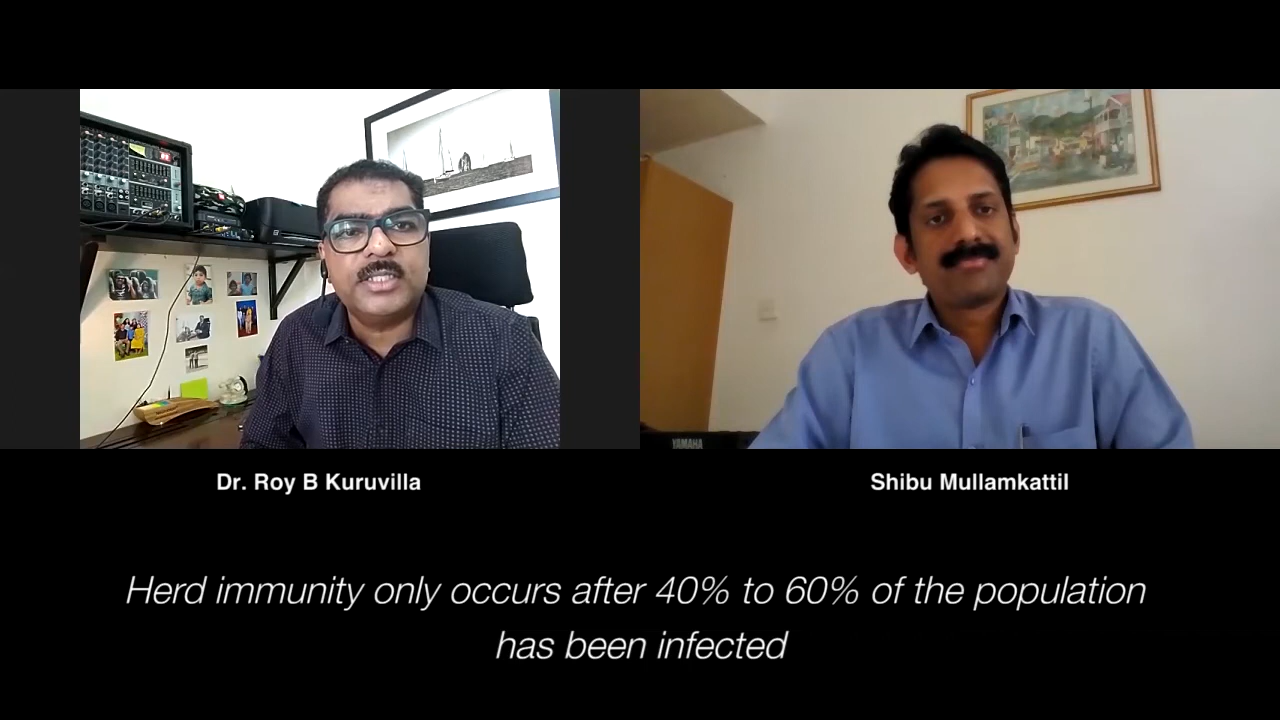 YAMAHA
Dr. Roy B Kuruvilla
Shibu Mullamkattil
Herd immunity only occurs after 40% to 60% of the population
has been infected